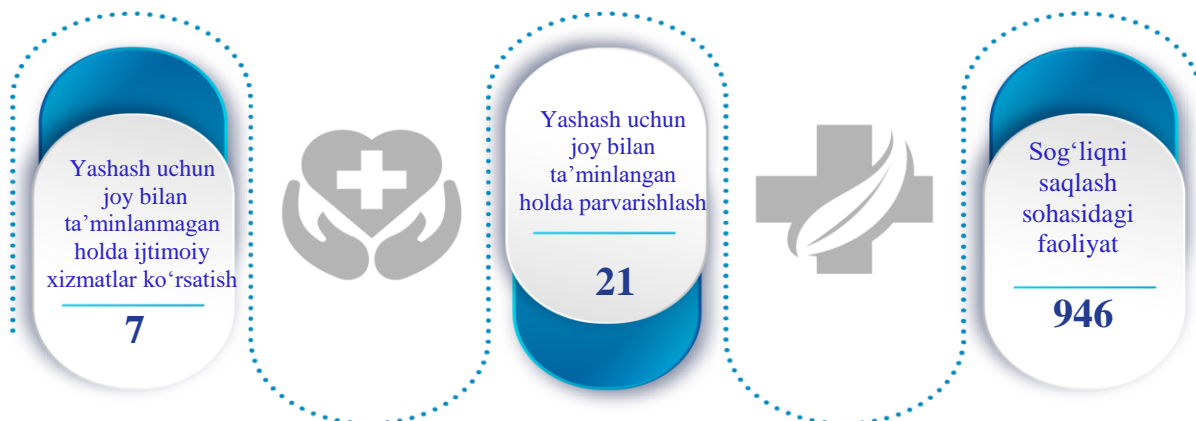 Yashash uchun
joy bilan
ta’minlanmagan
holda ijtimoiy
xizmatlar ko‘rsatish
7
Yashash uchun
joy bilan
ta’minlangan
holda parvarishlash
21
Sog‘liqni
saqlash
sohasidagi
faoliyat
946